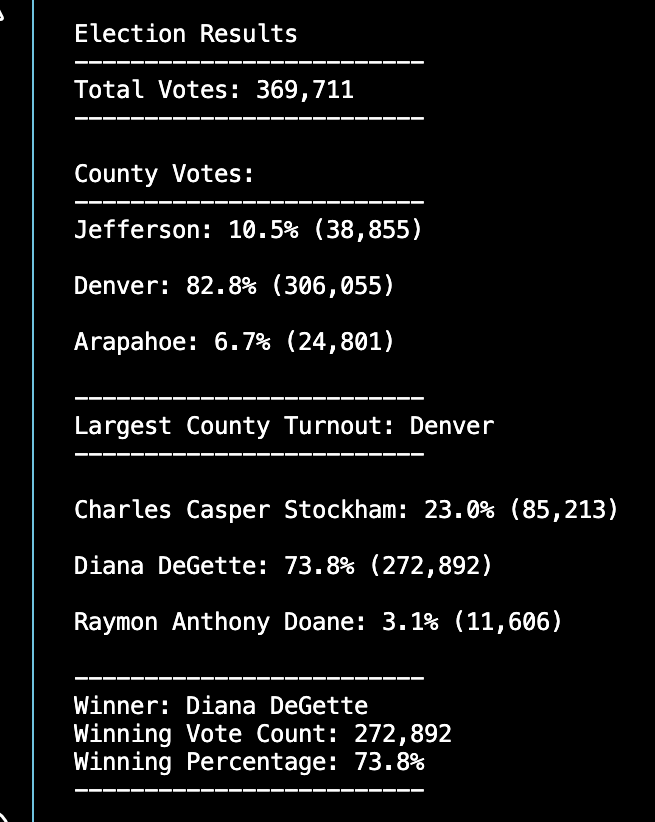 Election Results
-------------------------
Total Votes: 369,711
-------------------------
County Votes:
-------------------------
Jefferson: 10.5% (38,855)
Denver: 82.8% (306,055)
Arapahoe: 6.7% (24,801)
-------------------------
Largest County Turnout: Denver
-------------------------
Charles Casper Stockham: 23.0% (85,213)
Diana DeGette: 73.8% (272,892)
Raymon Anthony Doane: 3.1% (11,606)
-------------------------
Winner: Diana DeGette
Winning Vote Count: 272,892
Winning Percentage: 73.8%
-------------------------